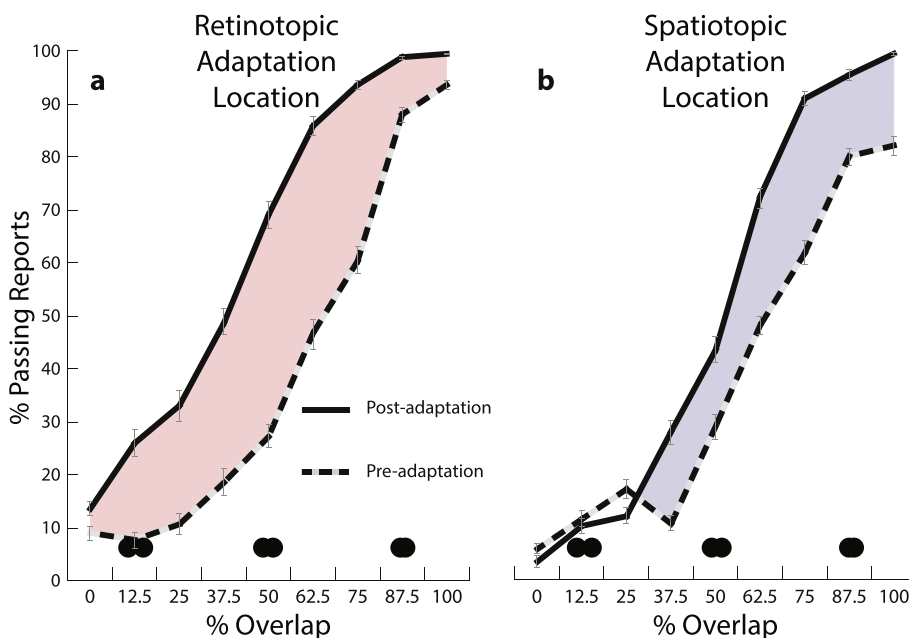 Retinotopic
Adaptation
Location
a
100
90
80
70
60
50
40
30
20
10
0
% Passing Reports
Post-adaptation
Pre-adaptation
0 12.5 25 37.5 50 62.5 75 87.5 100
% Overlap
Spatiotopic
Adaptation
Location
b
0 12.5 25 37.5 50 62.5 75 87.5 100
% Overlap